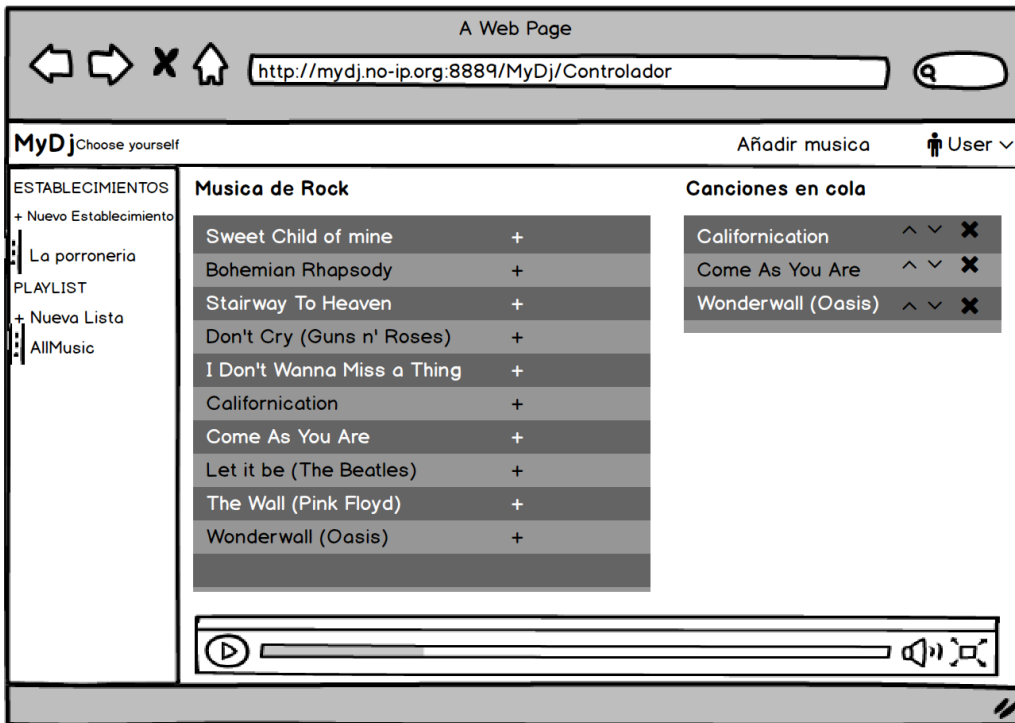 A Web Page
http://mydj.no-ip.org:8889/MyDj/Controlador
MyDj Choose yourself
Añadir musica
User
ESTABLECIMIENTOS
+ Nuevo Establecimiento
La porroneria
PLAYLIST
+ Nueva Lista
AllMusic
Musica de Rock
Sweet Child of mine +
Bohemian Rhapsody +
Stairway To Heaven +
Don't Cry (Guns n' Roses) +
I Don't Wanna Miss a Thing +
Californication +
Come As You Are +
Let it be (The Beatles) +
The Wall (Pink Floyd) +
Wonderwall (Oasis) +
Canciones en cola
Californication
Come As You Are
Wonderwall (Oasis)